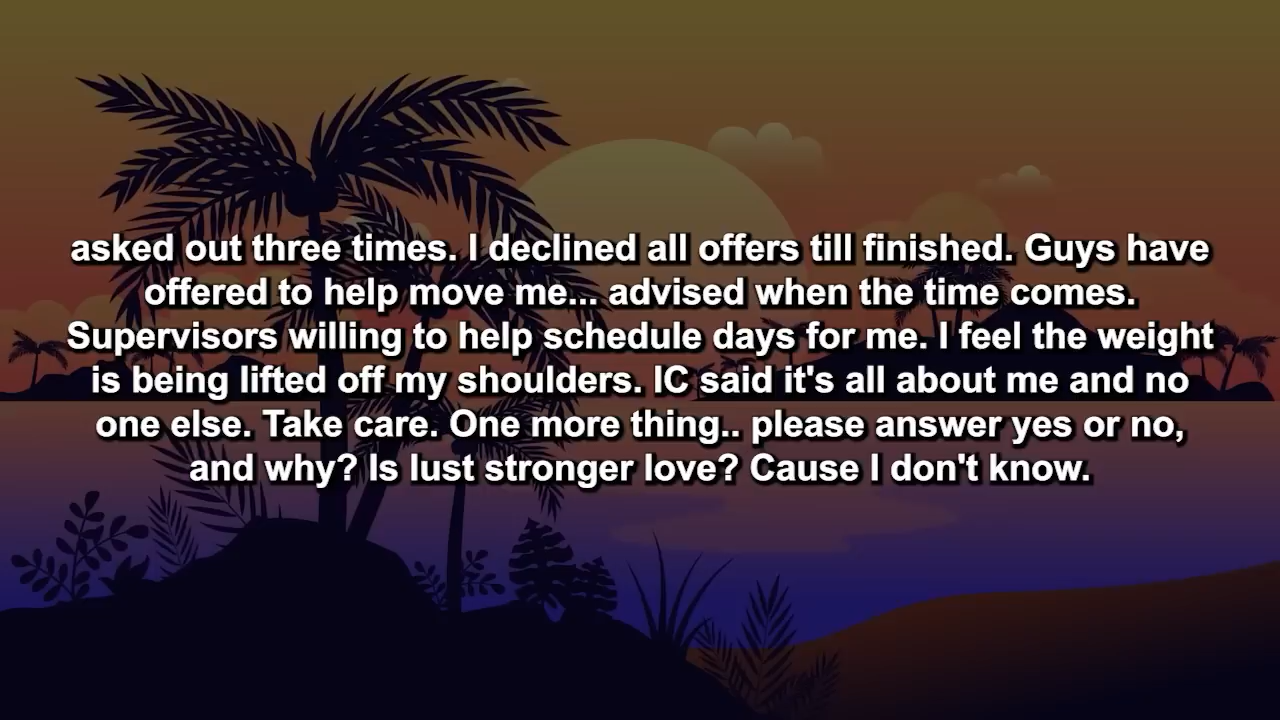 asked out three times. I declined all offers till finished. Guys have
offered to help move me... advised when the time comes.
Supervisors willing to help schedule days for me. I feel the weight
is being lifted off my shoulders. IC said it's all about me and no
one else. Take care. One more thing.. please answer yes or no,
and why? Is lust stronger love? Cause I don't know.